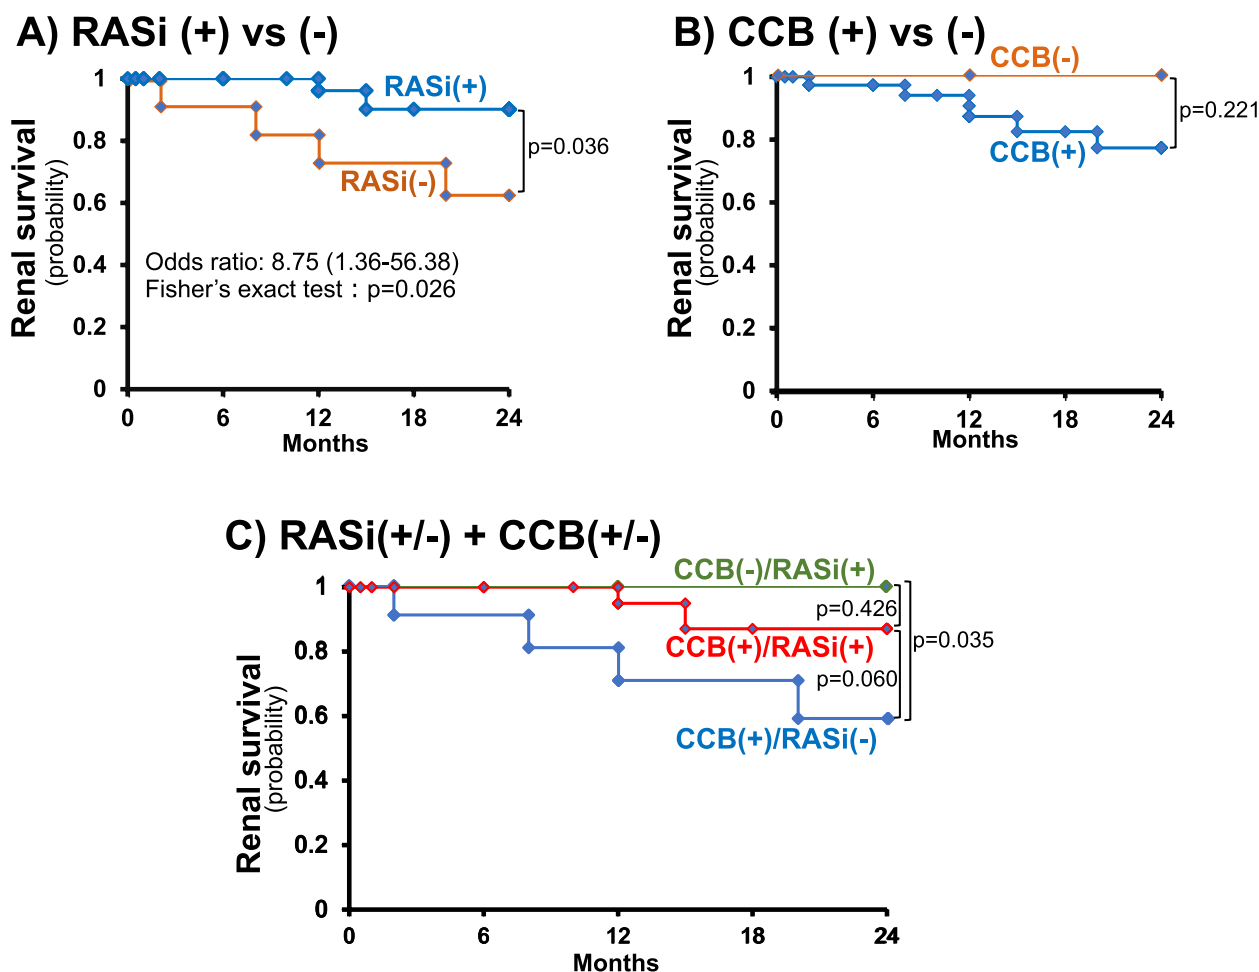 A) RASi (+) vs (-)
1
0.8
0.6
0.4
0.2
0
Renal survival
(probability)
RASi(+)
RASi(-)
p=0.036
Odds ratio: 8.75 (1.36-56.38)
Fisher's exact test : p=0.026
0 6 12 18 24
Months
B) CCB (+) vs (-)
1
0.8
0.6
0.4
0.2
0
Renal survival
(probability)
CCB(-)
CCB(+)
p=0.221
0 6 12 18 24
Months
C) RASi(+/-) + CCB(+/-)
1
0.8
0.6
0.4
0.2
0
Renal survival
(probability)
CCB(-)/RASi(+)
p=0.426
CCB(+)/RASi(+)
p=0.035
p=0.060
CCB(+)/RASi(-)
0 6 12 18 24
Months